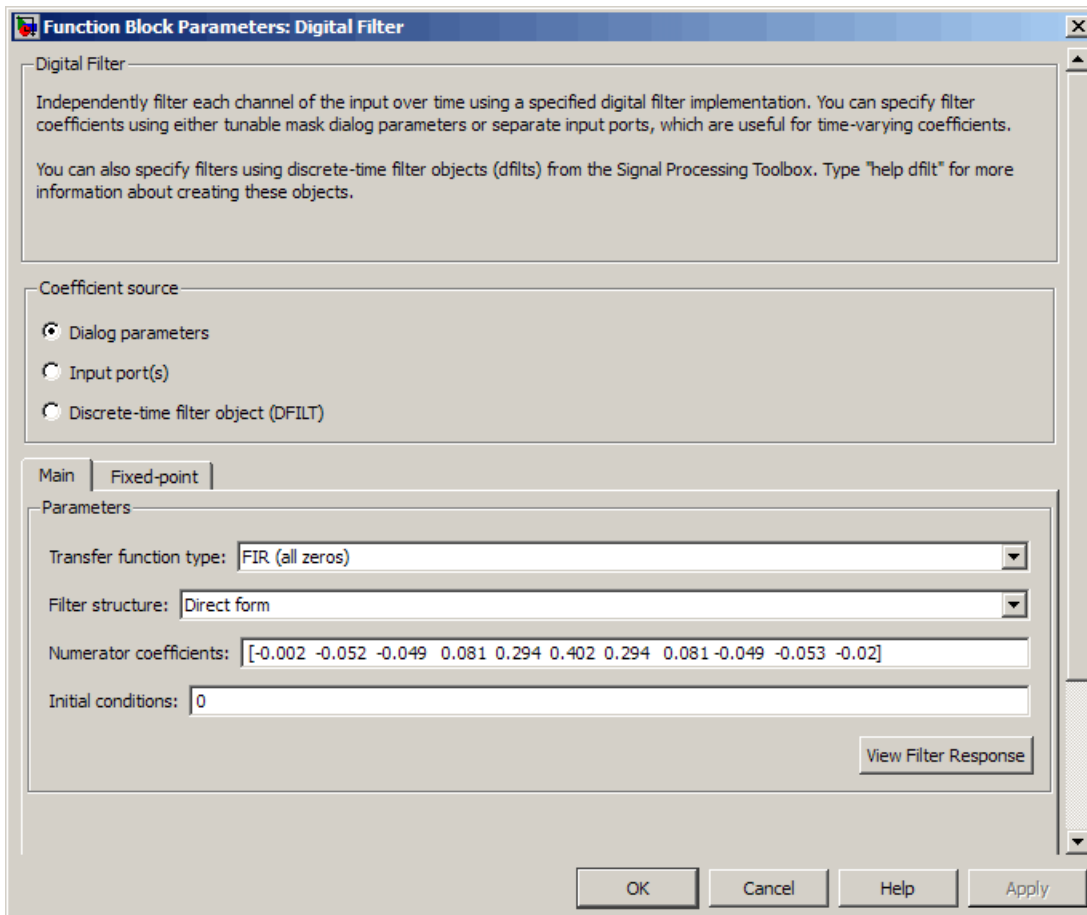 Function Block Parameters: Digital Filter
Digital Filter
Independently filter each channel of the input over time using a specified digital filter implementation. You can specify filter
coefficients using either tunable mask dialog parameters or separate input ports, which are useful for time-varying coefficients.
You can also specify filters using discrete-time filter objects (dfilts) from the Signal Processing Toolbox. Type "help dfilt" for more
information about creating these objects.
Coefficient source
Dialog parameters
Input port(s)
Discrete-time filter object (DFILT)
Main Fixed-point
Parameters
Transfer function type: FIR (all zeros)
Filter structure: Direct form
Numerator coefficients: [-0.002 -0.052 -0.049 0.081 0.294 0.402 0.294 0.081 -0.049 -0.053 -0.02]
Initial conditions: 0
View Filter Response
OK Cancel Help Apply